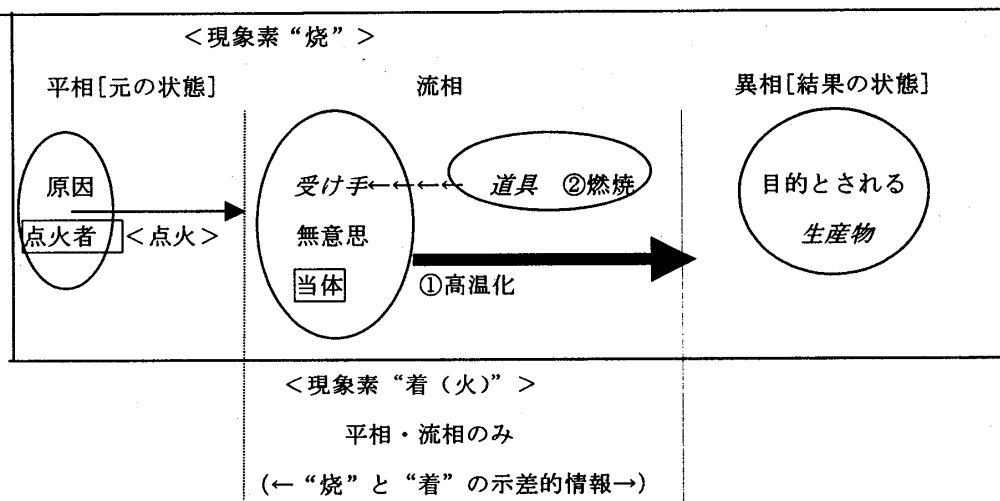 ＜現象素“烧”＞
平相[元の状態]　流相　異相[結果の状態]
原因　受け手←←←←　道具　②燃焼　目的とされる
点火者　＜点火＞　無意思　生産物
当体　①高温化
＜現象素“着（火）”＞
平相・流相のみ
(←“烧”と“着”の示差的情報→)